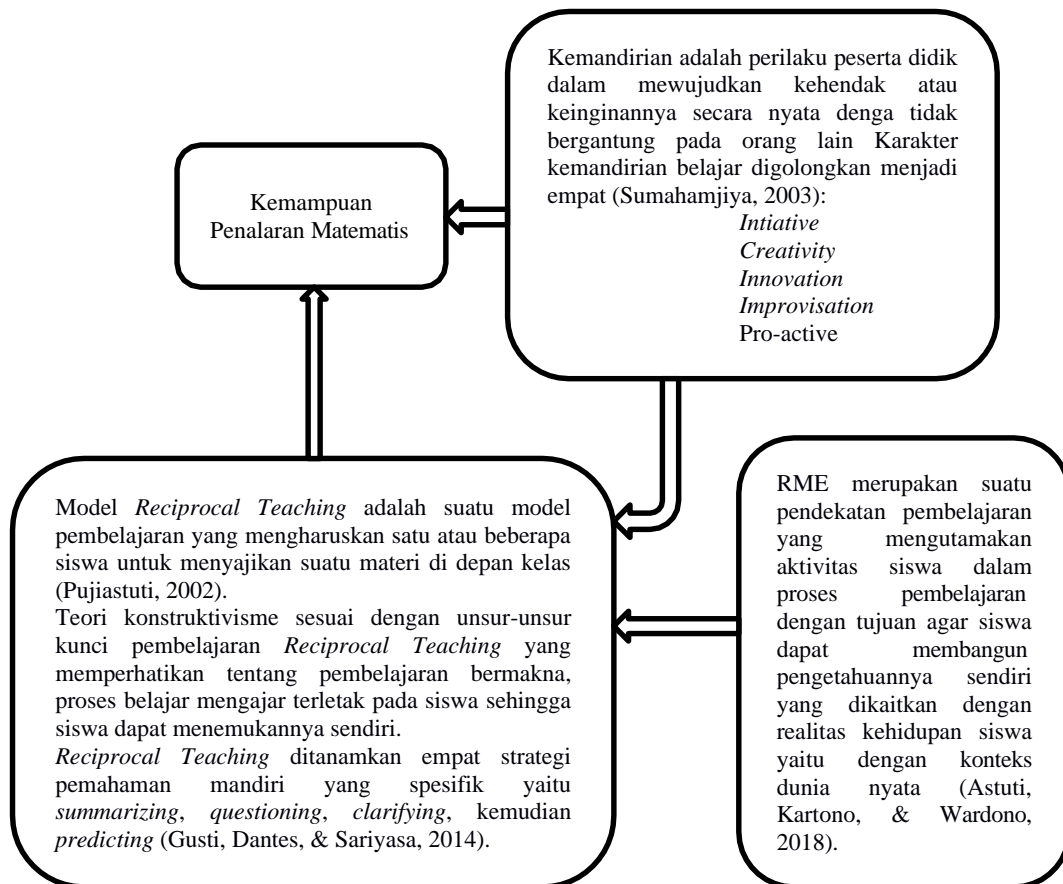 Kemandirian adalah perilaku peserta didik
dalam mewujudkan kehendak atau
keinginannya secara nyata denga tidak
bergantung pada orang lain Karakter
kemandirian belajar digolongkan menjadi
empat (Sumahamjiya, 2003):
Intiative
Creativity
Innovation
Improvisation
Pro-active
Kemampuan
Penalaran Matematis
Model Reciprocal Teaching adalah suatu model
pembelajaran yang mengharuskan satu atau beberapa
siswa untuk menyajikan suatu materi di depan kelas
(Pujiastuti, 2002).
Teori konstruktivisme sesuai dengan unsur-unsur
kunci pembelajaran Reciprocal Teaching yang
memperhatikan tentang pembelajaran bermakna,
proses belajar mengajar terletak pada siswa sehingga
siswa dapat menemukannya sendiri.
Reciprocal Teaching ditanamkan empat strategi
pemahaman mandiri yang spesifik yaitu
summarizing, questioning, clarifying, kemudian
predicting (Gusti, Dantes, & Sariyasa, 2014).
RME merupakan suatu
pendekatan pembelajaran
yang mengutamakan
aktivitas siswa dalam
proses pembelajaran
dengan tujuan agar siswa
dapat membangun
pengetahuannya sendiri
yang dikaitkan dengan
realitas kehidupan siswa
yaitu dengan konteks
dunia nyata (Astuti,
Kartono, & Wardono,
2018).